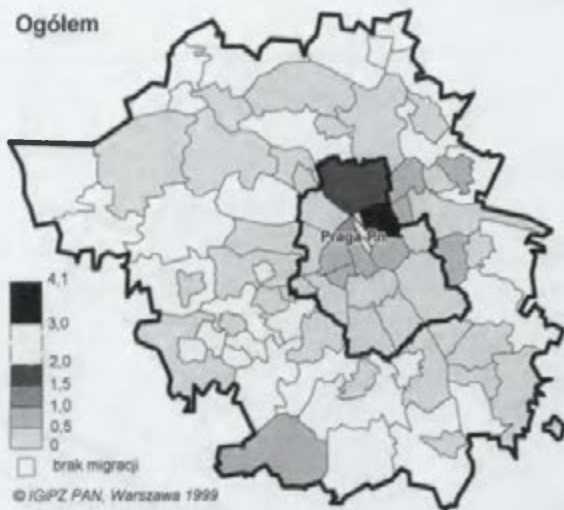 Ogółem
Praga-Pn.
4,1
3,0
2,0
1,5
1,0
0,5
0
brak migracji
© IGiPZ PAN, Warszawa 1999